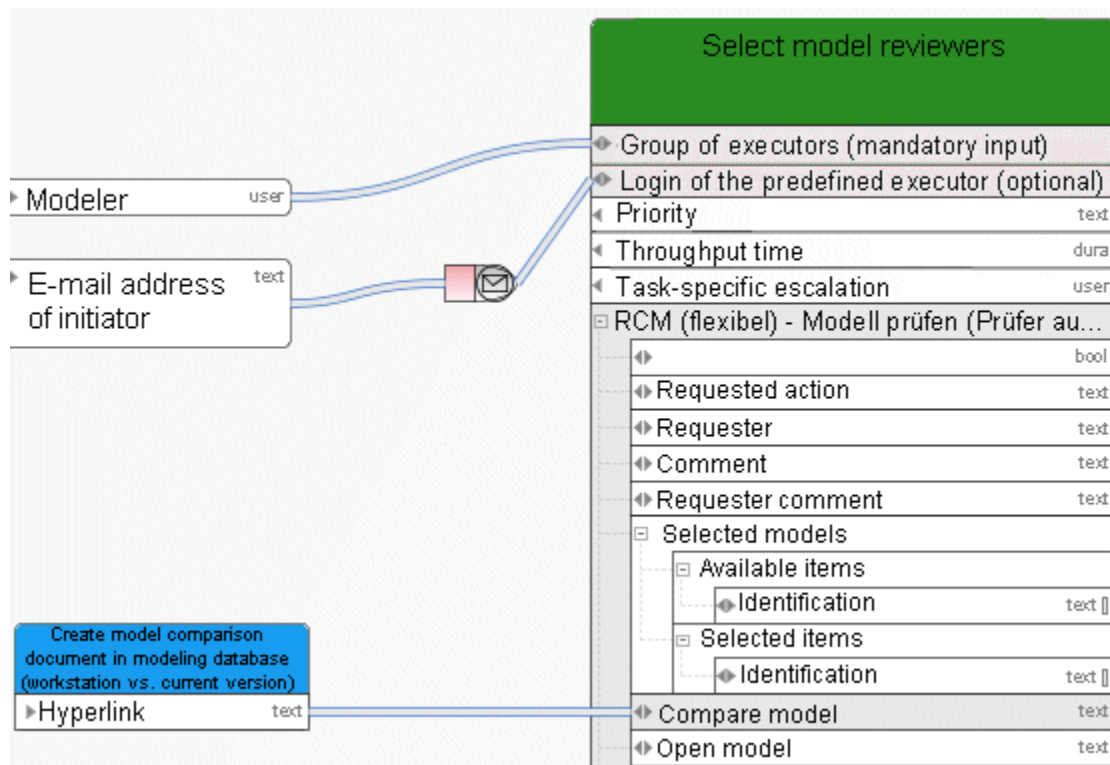 Select model reviewers
Group of executors (mandatory input)
Modeler user
Login of the predefined executor (optional)
Priority text
E-mail address text
of initiator
Throughput time dura
Task-specific escalation user
RCM (flexibel) - Modell prüfen (Prüfer au...
bool
Requested action text
Requester text
Comment text
Requester comment text
Selected models
Available items
Identification text []
Selected items
Identification text []
Create model comparison
document in modeling database
(workstation vs. current version)
Hyperlink text
Compare model text
Open model text